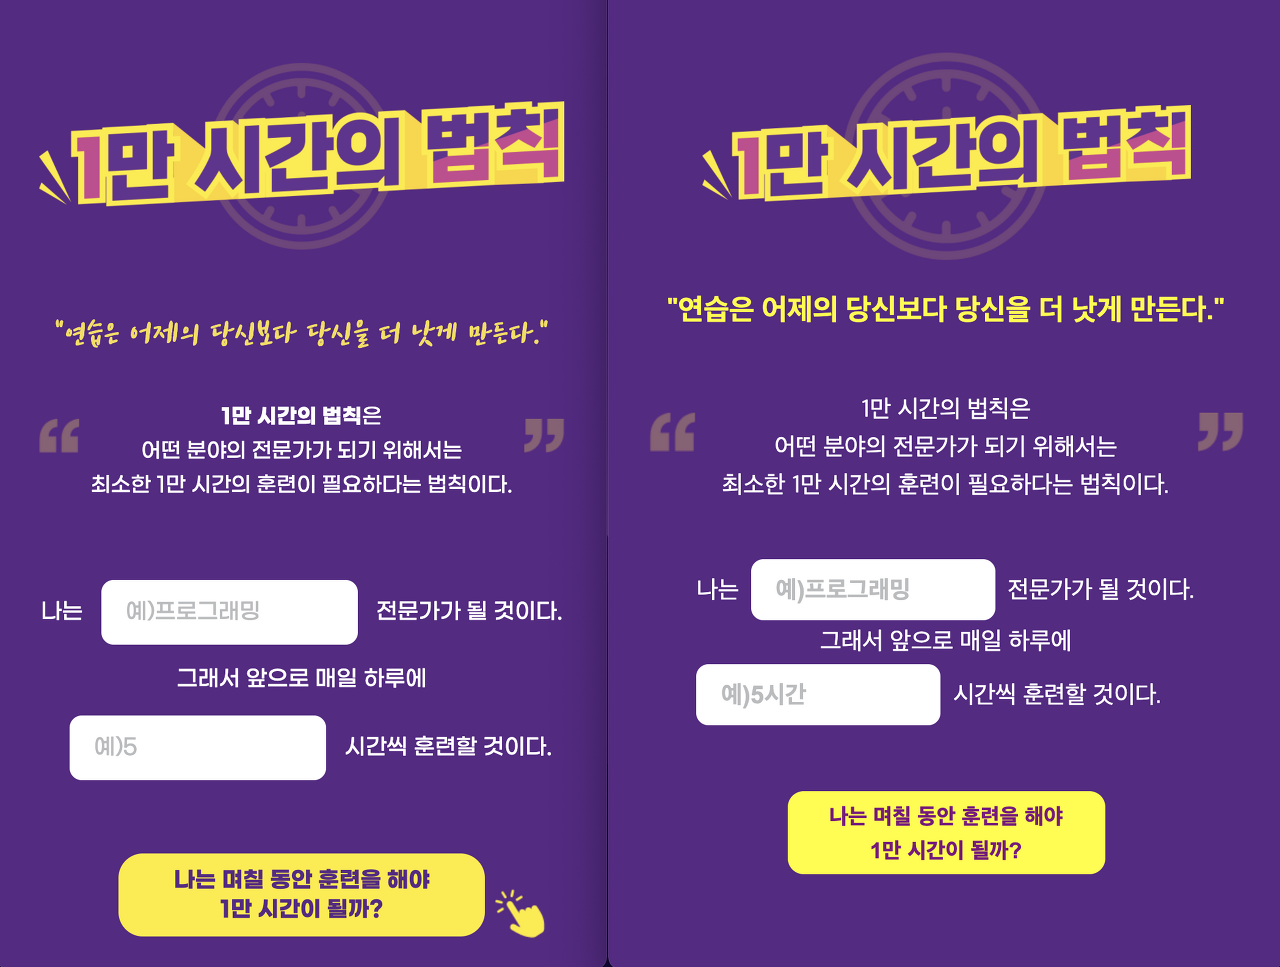 1만 시간의 법칙
"연습은 어제의 당신보다 당신을 더 낫게 만든다."
“ 1만 시간의 법칙은 ”
어떤 분야의 전문가가 되기 위해서는
최소한 1만 시간의 훈련이 필요하다는 법칙이다.
나는 예)프로그래밍 전문가가 될 것이다.
그래서 앞으로 매일 하루에
예)5 시간씩 훈련할 것이다.
나는 며칠 동안 훈련을 해야
1만 시간이 될까?
1만 시간의 법칙
"연습은 어제의 당신보다 당신을 더 낫게 만든다."
“ 1만 시간의 법칙은 ”
어떤 분야의 전문가가 되기 위해서는
최소한 1만 시간의 훈련이 필요하다는 법칙이다.
나는 예)프로그래밍 전문가가 될 것이다.
그래서 앞으로 매일 하루에
예)5시간 시간씩 훈련할 것이다.
나는 며칠 동안 훈련을 해야
1만 시간이 될까?